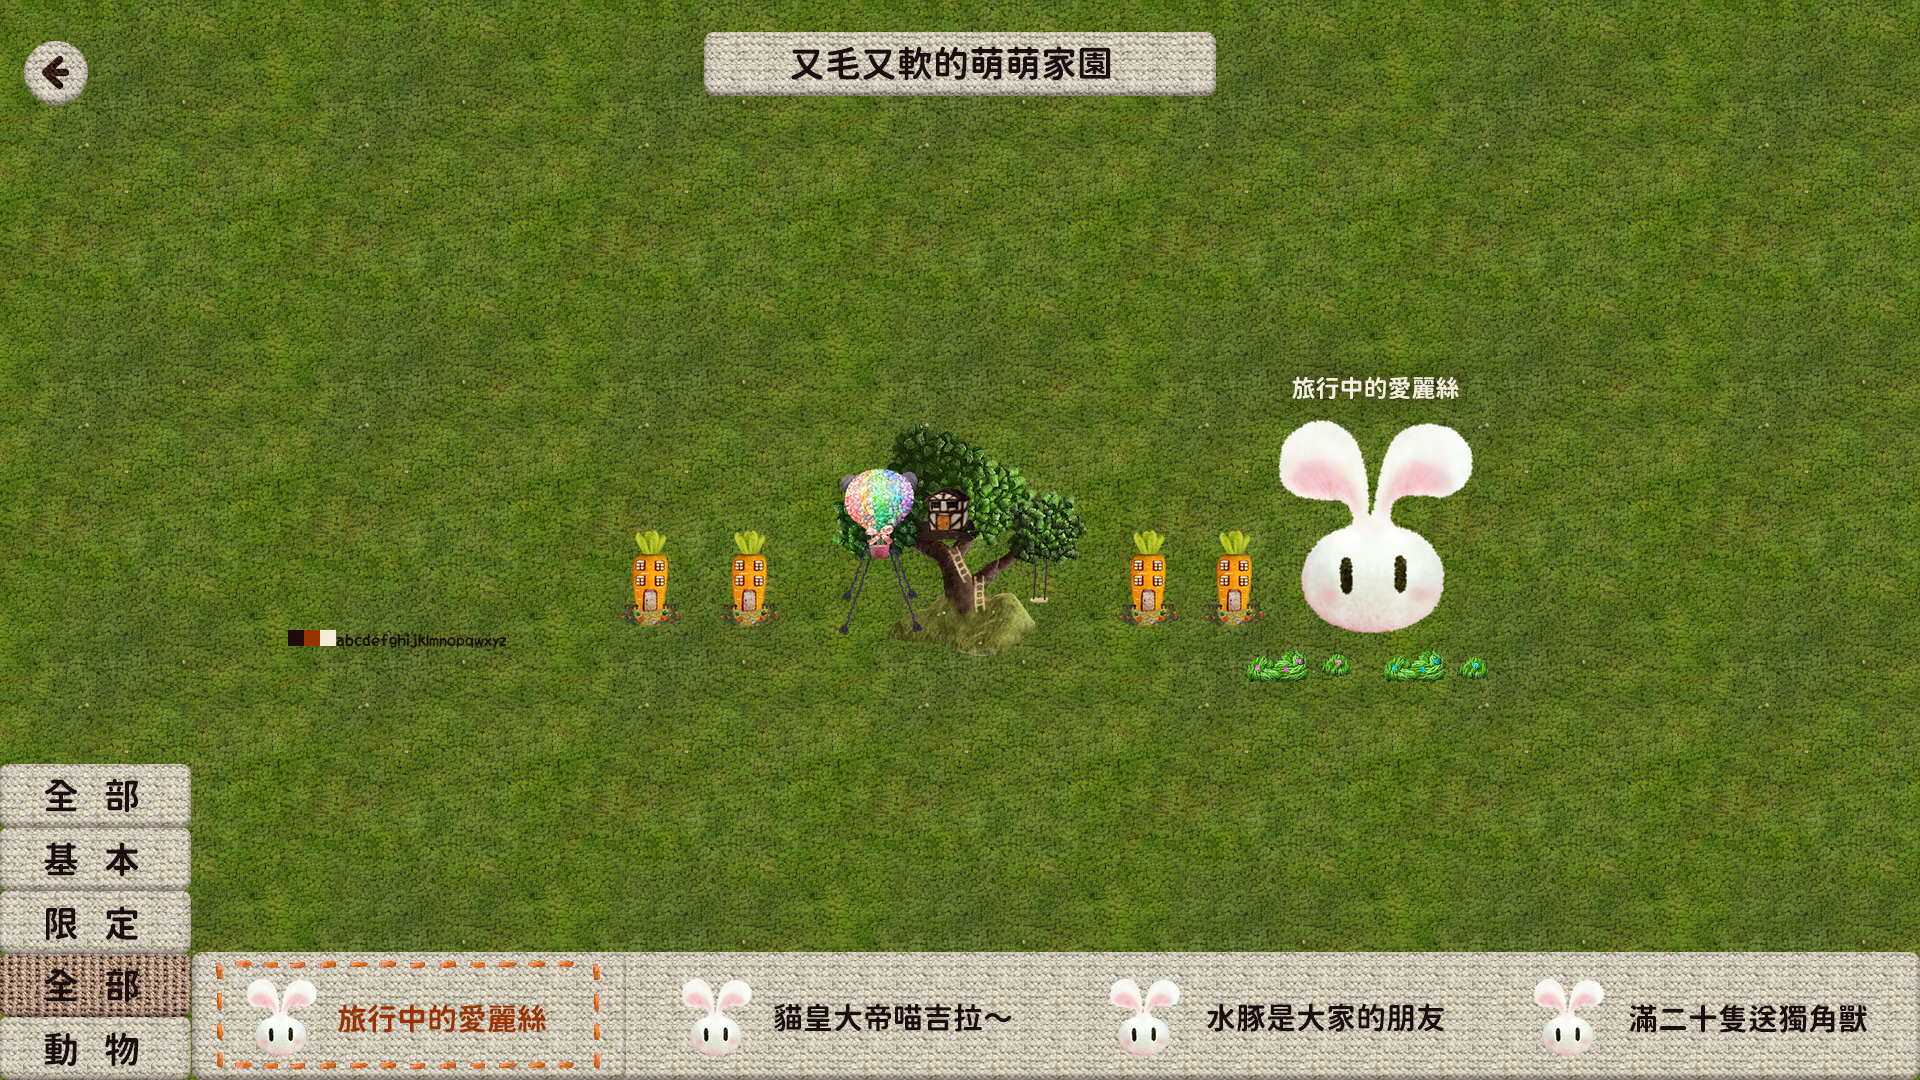 又毛又軟的萌萌家園
旅行中的愛麗絲
abcdefghijklmnopqwxyz
全 部
基 本
限 定
全 部
動 物
旅行中的愛麗絲
貓皇大帝喵吉拉～
水豚是大家的朋友
滿二十隻送獨角獸